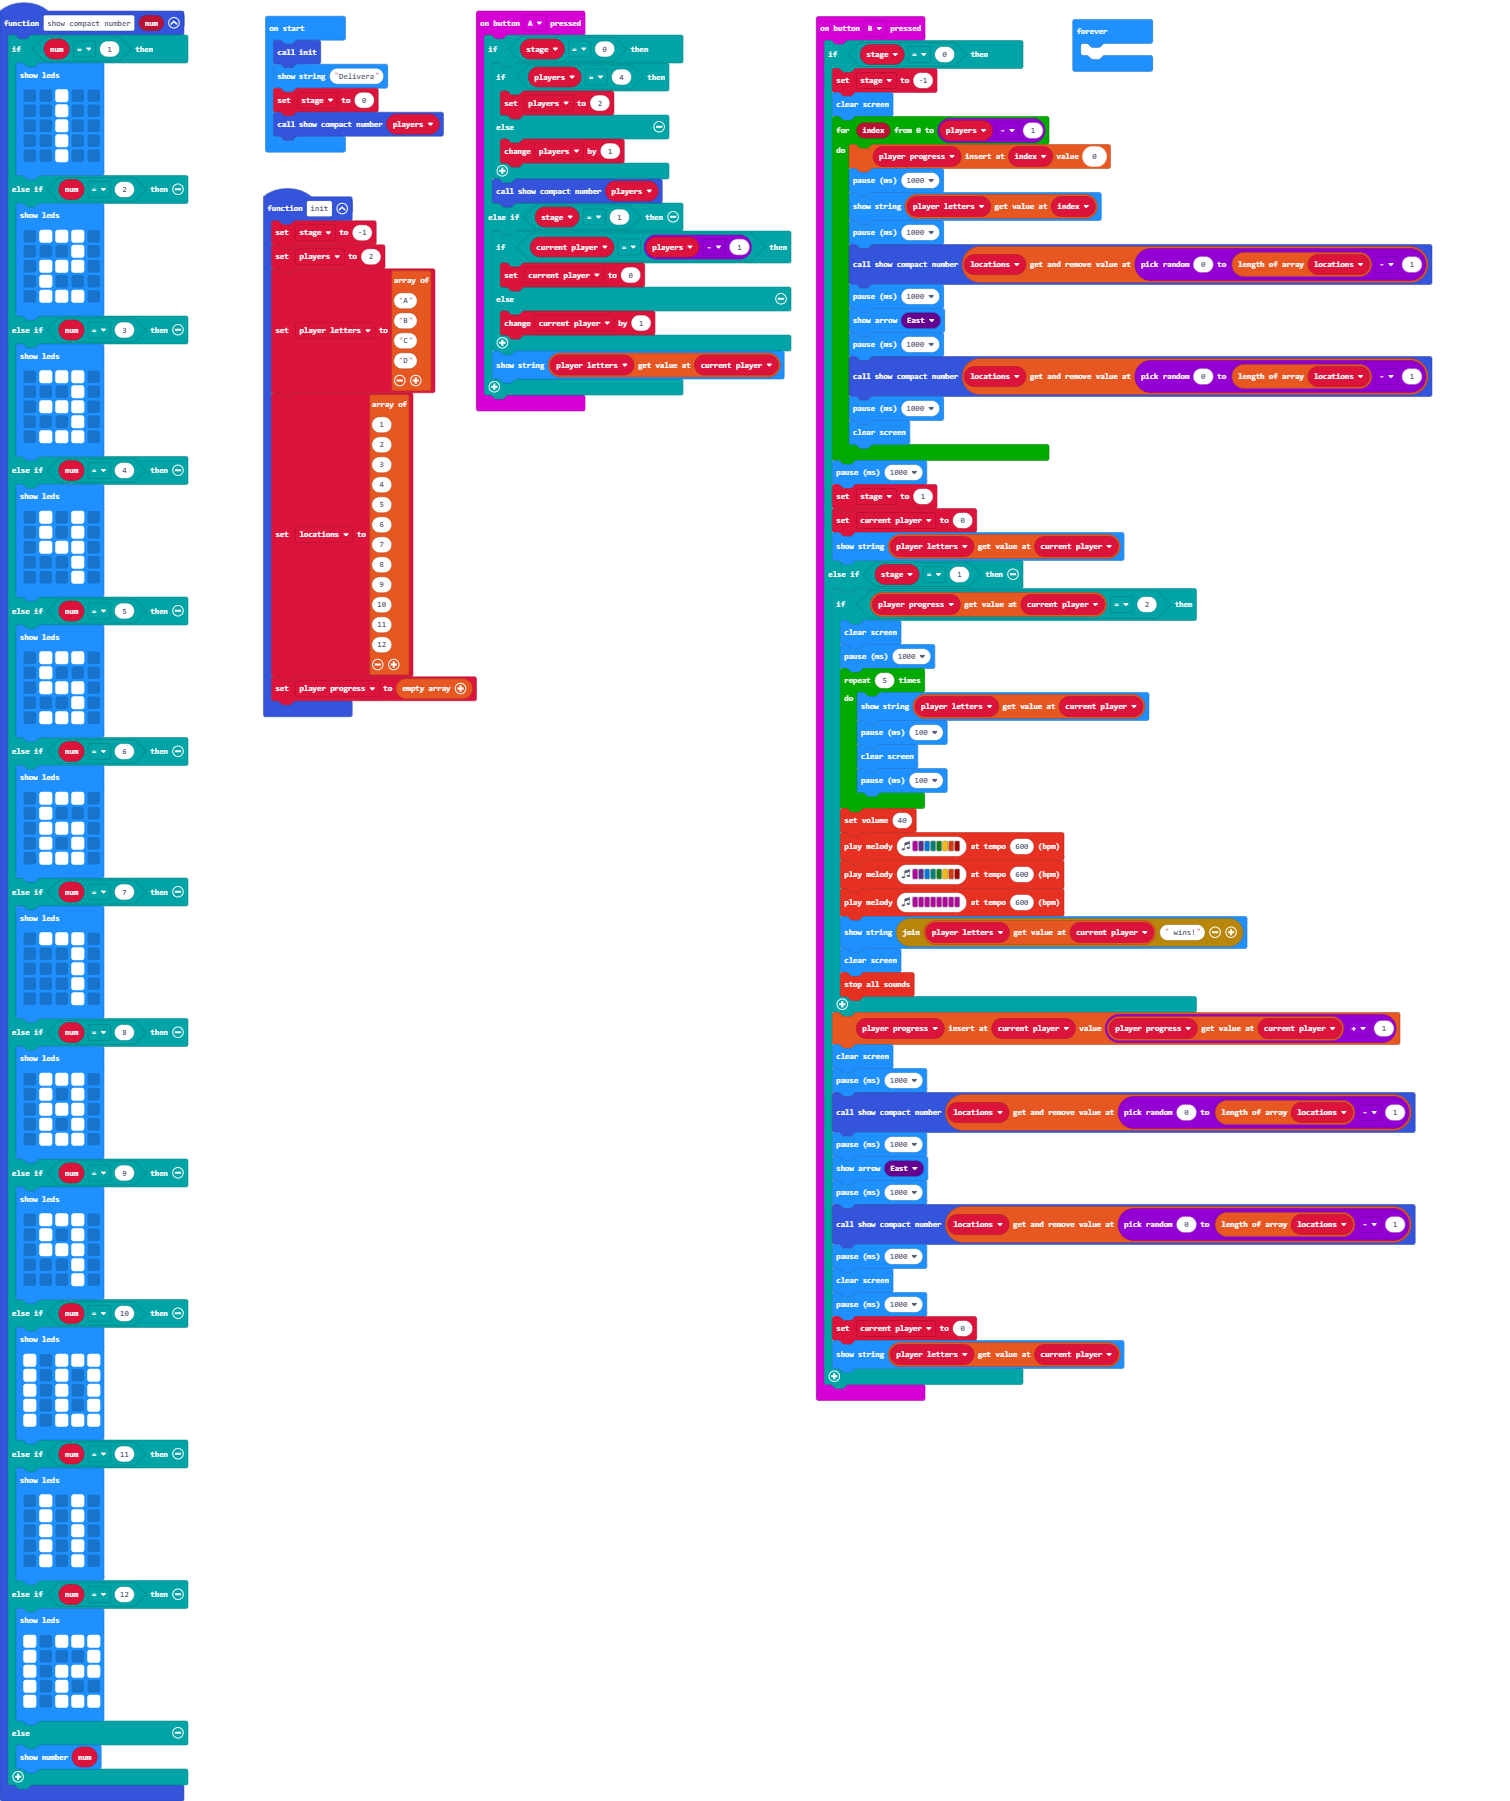 function show compact number num
if num = 1 then
show leds
else if num = 2 then
show leds
else if num = 3 then
show leds
else if num = 4 then
show leds
else if num = 5 then
show leds
else if num = 6 then
show leds
else if num = 7 then
show leds
else if num = 8 then
show leds
else if num = 9 then
show leds
else if num = 10 then
show leds
else if num = 11 then
show leds
else if num = 12 then
show leds
else
show number num
on start
call init
show string "Delivera"
set stage to 0
call show compact number players
function init
set stage to -1
set players to 2
set player letters to array of
"A"
"B"
"C"
"D"
set locations to array of
1
2
3
4
5
6
7
8
9
10
11
12
set player progress to empty array
on button A pressed
if stage = 0 then
if players = 4 then
set players to 2
else
change players by 1
call show compact number players
else if stage = 1 then
if current player = players - 1 then
set current player to 0
else
change current player by 1
show string player letters get value at current player
on button B pressed
if stage = 0 then
set stage to -1
clear screen
for index from 0 to players - 1
do player progress insert at index value 0
pause (ms) 1000
show string player letters get value at index
pause (ms) 1000
call show compact number locations get and remove value at pick random 0 to length of array locations - 1
pause (ms) 1000
show arrow East
pause (ms) 1000
call show compact number locations get and remove value at pick random 0 to length of array locations - 1
pause (ms) 1000
clear screen
pause (ms) 1000
set stage to 1
set current player to 0
show string player letters get value at current player
else if stage = 1 then
if player progress get value at current player = 2 then
clear screen
pause (ms) 1000
repeat 5 times
do show string player letters get value at current player
pause (ms) 100
clear screen
pause (ms) 100
set volume 40
play melody at tempo 600 (bpm)
play melody at tempo 600 (bpm)
play melody at tempo 600 (bpm)
show string join player letters get value at current player " wins!"
clear screen
stop all sounds
player progress insert at current player value player progress get value at current player + 1
clear screen
pause (ms) 1000
call show compact number locations get and remove value at pick random 0 to length of array locations - 1
pause (ms) 1000
show arrow East
pause (ms) 1000
call show compact number locations get and remove value at pick random 0 to length of array locations - 1
pause (ms) 1000
clear screen
pause (ms) 1000
set current player to 0
show string player letters get value at current player
forever